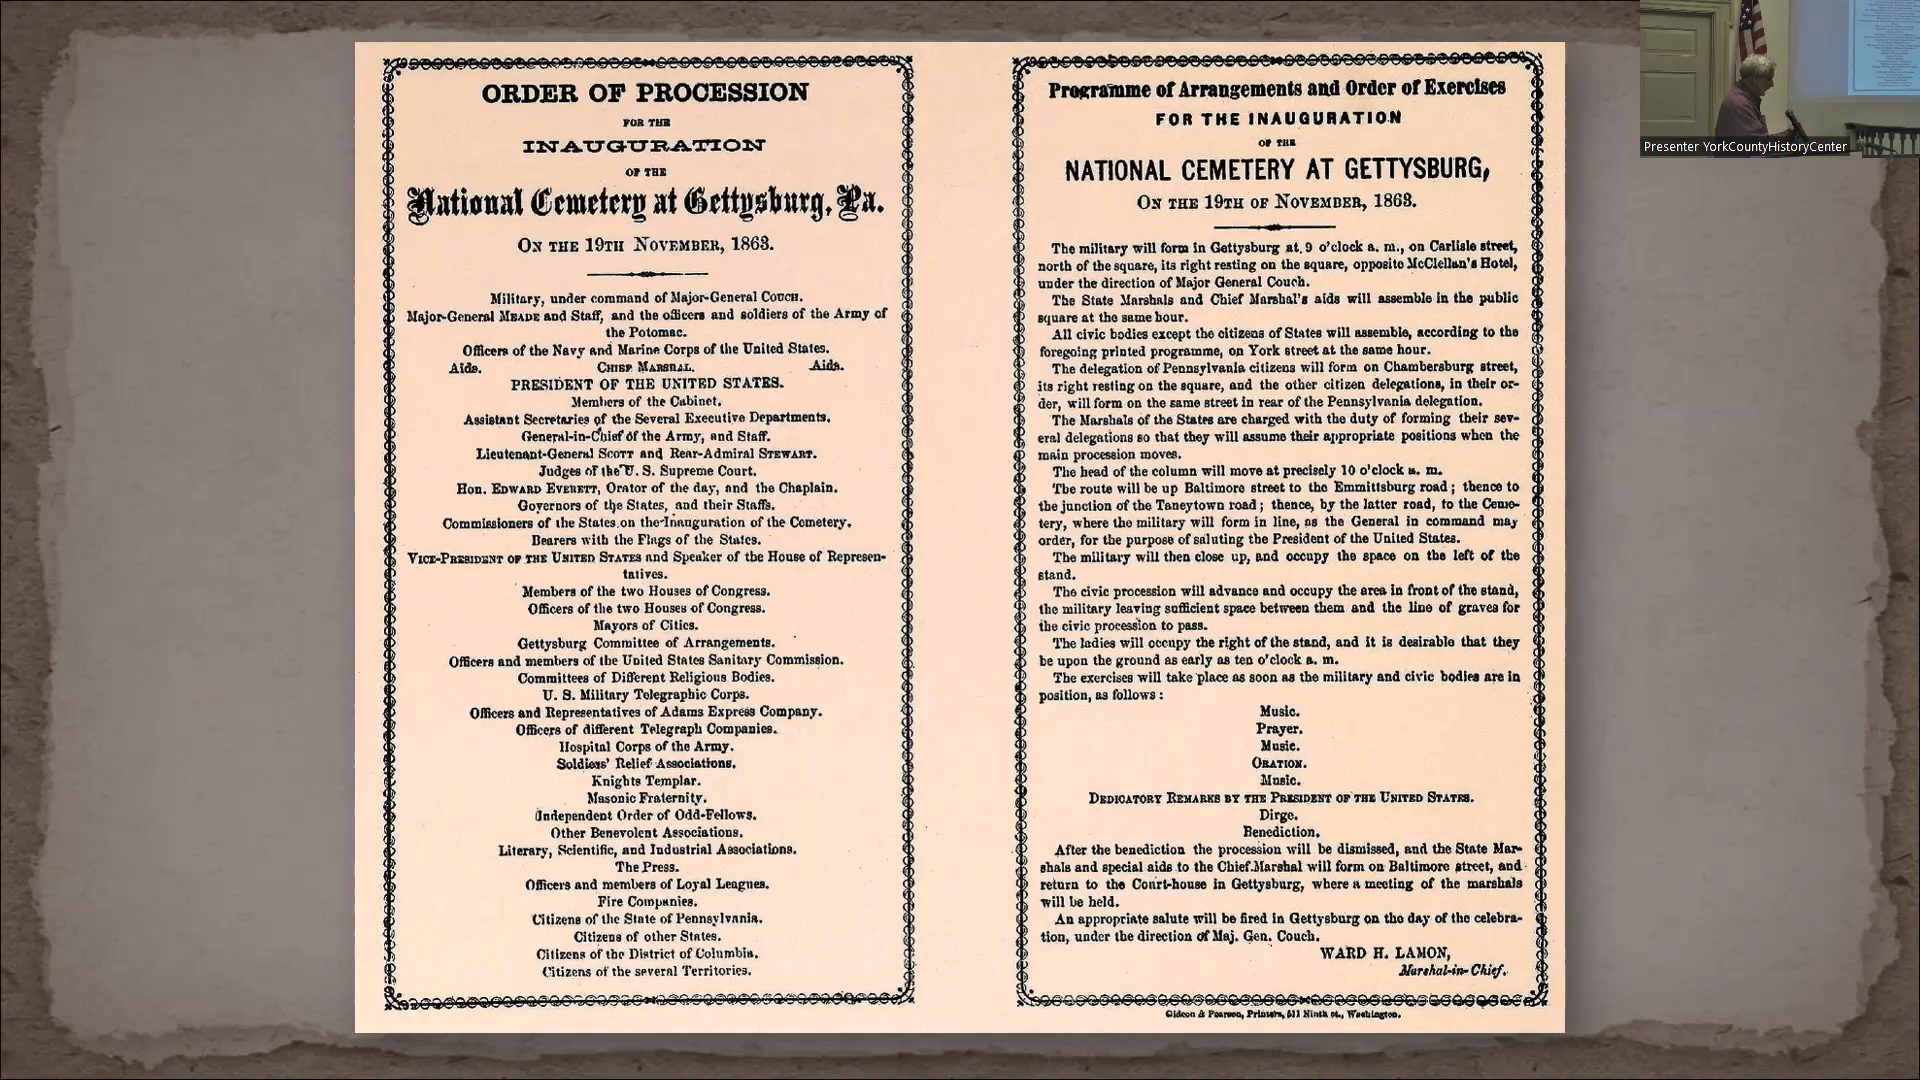 ORDER OF PROCESSION
FOR THE
INAUGURATION
OF THE
National Cemetery at Gettysburg, Pa.
ON THE 19TH NOVEMBER, 1863.
Military, under command of Major-General COUCH.
Major-General MEADE and Staff, and the officers and soldiers of the Army of
the Potomac.
Officers of the Navy and Marine Corps of the United States.
Aids. CHIEF MARSHAL. Aids.
PRESIDENT OF THE UNITED STATES.
Members of the Cabinet.
Assistant Secretaries of the Several Executive Departments.
General-in-Chief of the Army, and Staff.
Lieutenant-General SCOTT and Rear-Admiral STEWART.
Judges of the U. S. Supreme Court.
Hon. EDWARD EVERETT, Orator of the day, and the Chaplain.
Governors of the States, and their Staffs.
Commissioners of the States on the Inauguration of the Cemetery.
Bearers with the Flags of the States.
VICE-PRESIDENT OF THE UNITED STATES and Speaker of the House of Represen-
tatives.
Members of the two Houses of Congress.
Officers of the two Houses of Congress.
Mayors of Cities.
Gettysburg Committee of Arrangements.
Officers and members of the United States Sanitary Commission.
Committees of Different Religious Bodies.
U. S. Military Telegraphic Corps.
Officers and Representatives of Adams Express Company.
Officers of different Telegraph Companies.
Hospital Corps of the Army.
Soldiers' Relief Associations.
Knights Templar.
Masonic Fraternity.
Independent Order of Odd-Fellows.
Other Benevolent Associations.
Literary, Scientific, and Industrial Associations.
The Press.
Officers and members of Loyal Leagues.
Fire Companies.
Citizens of the State of Pennsylvania.
Citizens of other States.
Citizens of the District of Columbia.
Citizens of the several Territories.
Programme of Arrangements and Order of Exercises
FOR THE INAUGURATION
OF THE
NATIONAL CEMETERY AT GETTYSBURG,
ON THE 19TH OF NOVEMBER, 1863.
The military will form in Gettysburg at 9 o'clock a. m., on Carlisle street,
north of the square, its right resting on the square, opposite McClellan's Hotel,
under the direction of Major General Couch.
The State Marshals and Chief Marshal's aids will assemble in the public
square at the same hour.
All civic bodies except the citizens of States will assemble, according to the
foregoing printed programme, on York street at the same hour.
The delegation of Pennsylvania citizens will form on Chambersburg street,
its right resting on the square, and the other citizen delegations, in their or-
der, will form on the same street in rear of the Pennsylvania delegation.
The Marshals of the States are charged with the duty of forming their sev-
eral delegations so that they will assume their appropriate positions when the
main procession moves.
The head of the column will move at precisely 10 o'clock a. m.
The route will be up Baltimore street to the Emmittsburg road; thence to
the junction of the Taneytown road; thence, by the latter road, to the Ceme-
tery, where the military will form in line, as the General in command may
order, for the purpose of saluting the President of the United States.
The military will then close up, and occupy the space on the left of the
stand.
The civic procession will advance and occupy the area in front of the stand,
the military leaving sufficient space between them and the line of graves for
the civic procession to pass.
The ladies will occupy the right of the stand, and it is desirable that they
be upon the ground as early as ten o'clock a. m.
The exercises will take place as soon as the military and civic bodies are in
position, as follows:
Music.
Prayer.
Music.
ORATION.
Music.
DEDICATORY REMARKS BY THE PRESIDENT OF THE UNITED STATES.
Dirge.
Benediction.
After the benediction the procession will be dismissed, and the State Mar-
shals and special aids to the Chief Marshal will form on Baltimore street, and
return to the Court-house in Gettysburg, where a meeting of the marshals
will be held.
An appropriate salute will be fired in Gettysburg on the day of the celebra-
tion, under the direction of Maj. Gen. Couch.
WARD H. LAMON,
Marshal-in-Chief.
Gideon & Pearson, Printers, 511 Ninth st., Washington.
Presenter YorkCountyHistoryCenter